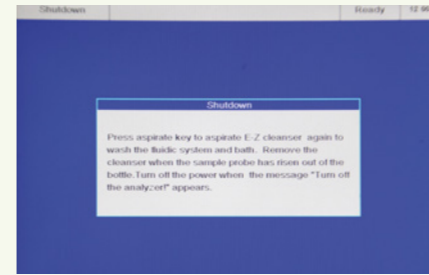 Shutdown Ready 12
Shutdown
Press aspirate key to aspirate E-Z cleanser again to
wash the fluidic system and bath. Remove the
cleanser when the sample probe has risen out of the
bottle.Turn off the power when the message "Turn off
the analyzer!" appears.